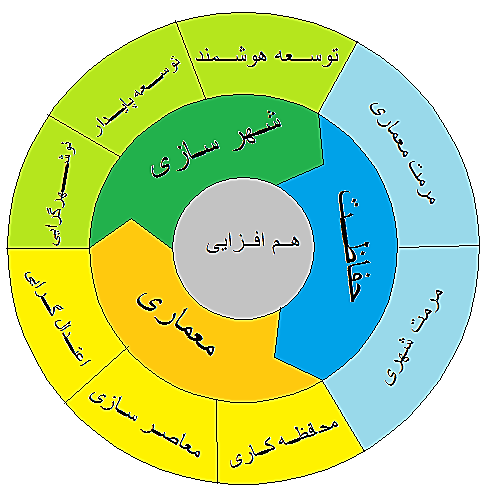 توسعه هوشمند
توسعه پایدار
نوشهرگرایی
شهر سازی
مرمت معماری
مرمت شهری
حفاظت
هم افزایی
معماری
اعتدال گرایی
معاصر سازی
محافظه کاری